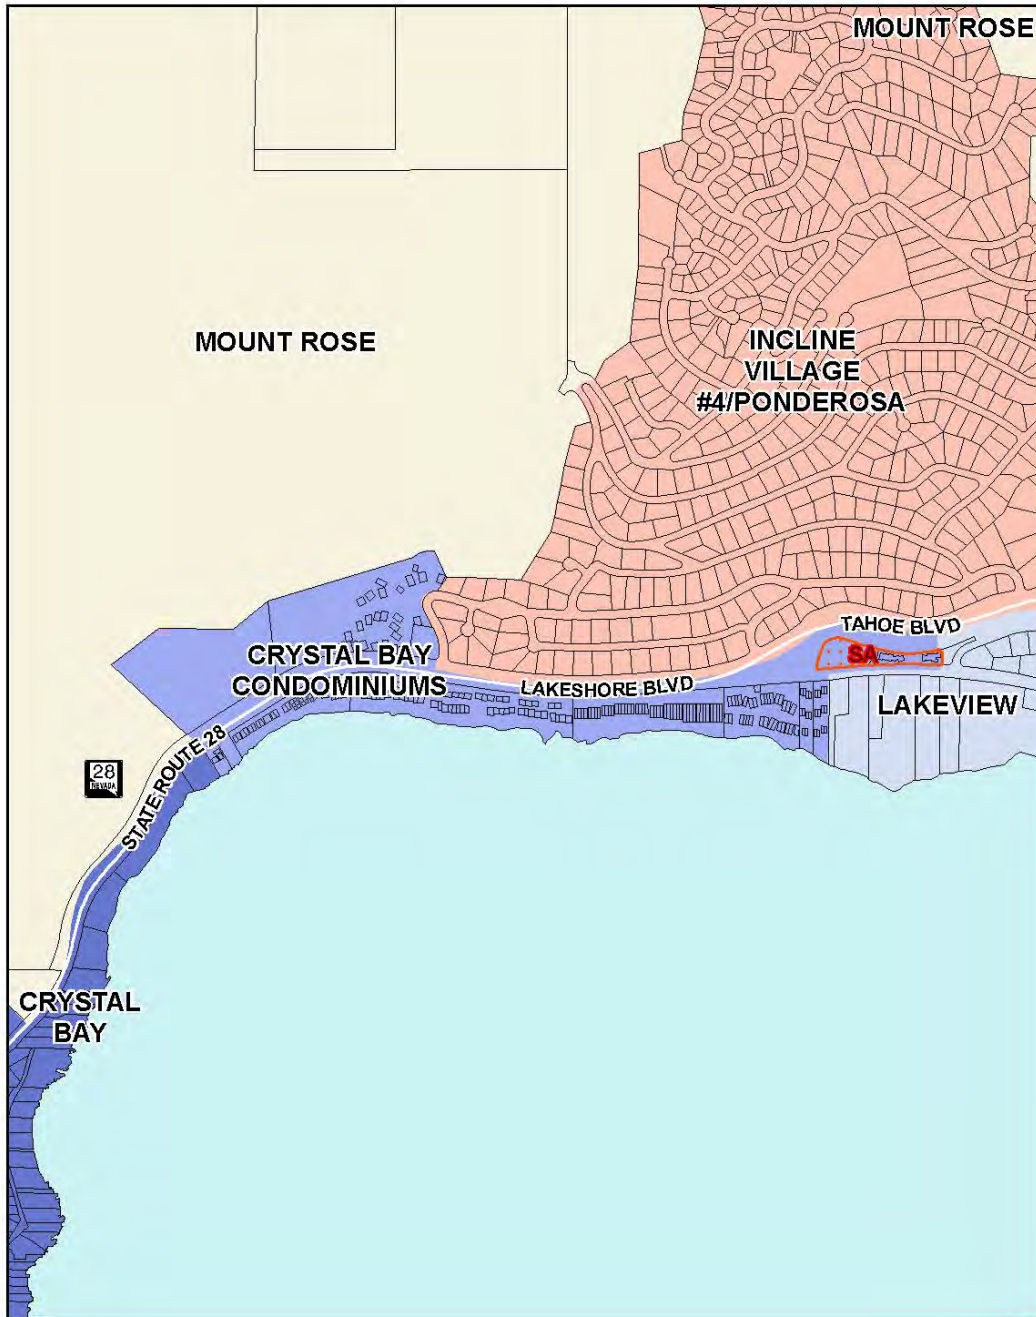 MOUNT ROSE
MOUNT ROSE
INCLINE
VILLAGE
#4/PONDEROSA
TAHOE BLVD
SA
CRYSTAL BAY
CONDOMINIUMS
LAKESHORE BLVD
LAKEVIEW
STATE ROUTE 28
28
NEVADA
CRYSTAL
BAY